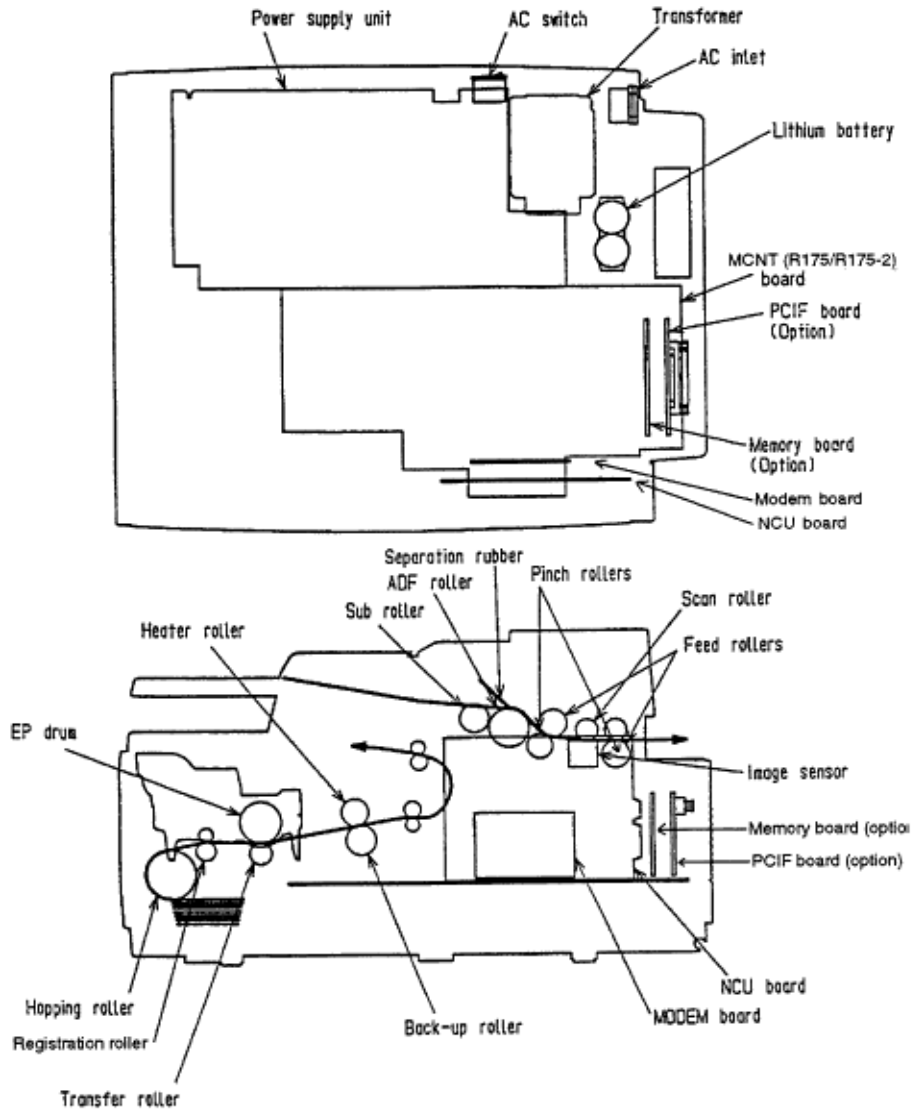 Power supply unit
AC switch
Transformer
AC inlet
Lithium battery
MCNT (R175/R175-2)
board
PCIF board
(Option)
Memory board
(Option)
Modem board
NCU board
Separation rubber
ADF roller
Pinch rollers
Sub roller
Scan roller
Heater roller
Feed rollers
EP drum
Image sensor
Memory board (optio
PCIF board (option)
NCU board
MODEM board
Hopping roller
Back-up roller
Registration roller
Transfer roller